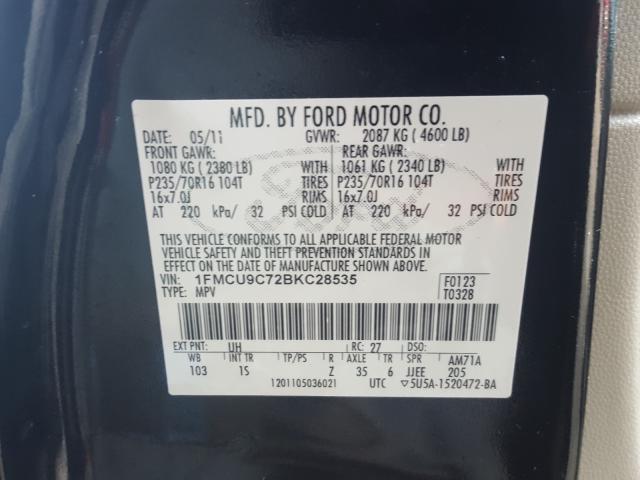 MFD. BY FORD MOTOR CO.
DATE: 05/11 GVWR: 2087 KG ( 4600 LB)
FRONT GAWR: REAR GAWR:
1080 KG ( 2380 LB) WITH 1061 KG ( 2340 LB) WITH
P235/70R16 104T TIRES P235/70R16 104T TIRES
16x7.0J RIMS 16x7.0J RIMS
AT 220 kPa/ 32 PSI COLD AT 220 kPa/ 32 PSI COLD
THIS VEHICLE CONFORMS TO ALL APPLICABLE FEDERAL MOTOR
VEHICLE SAFETY AND THEFT PREVENTION STANDARDS IN
EFFECT ON THE DATE OF MANUFACTURE SHOWN ABOVE.
VIN: 1FMCU9C72BKC28535 F0123
TYPE: MPV T0328
EXT PNT: UH RC: 27 DSO:
WB INT TR TP/PS R AXLE TR SPR AM71A
103 1S Z 35 6 JJEE 205
1201105036021 UTC ▽5U5A-1520472-BA